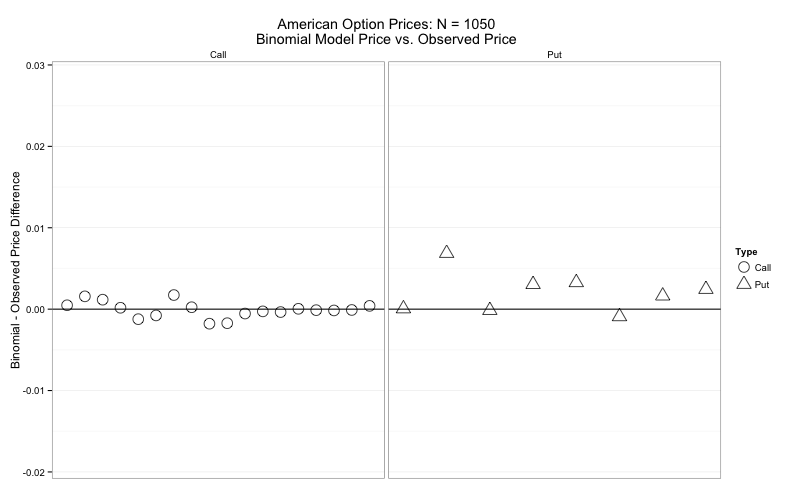 American Option Prices: N = 1050
Binomial Model Price vs. Observed Price
Call
Put
0.03
0.02
0.01
0.00
-0.01
-0.02
Binomial - Observed Price Difference
Type
Call
Put